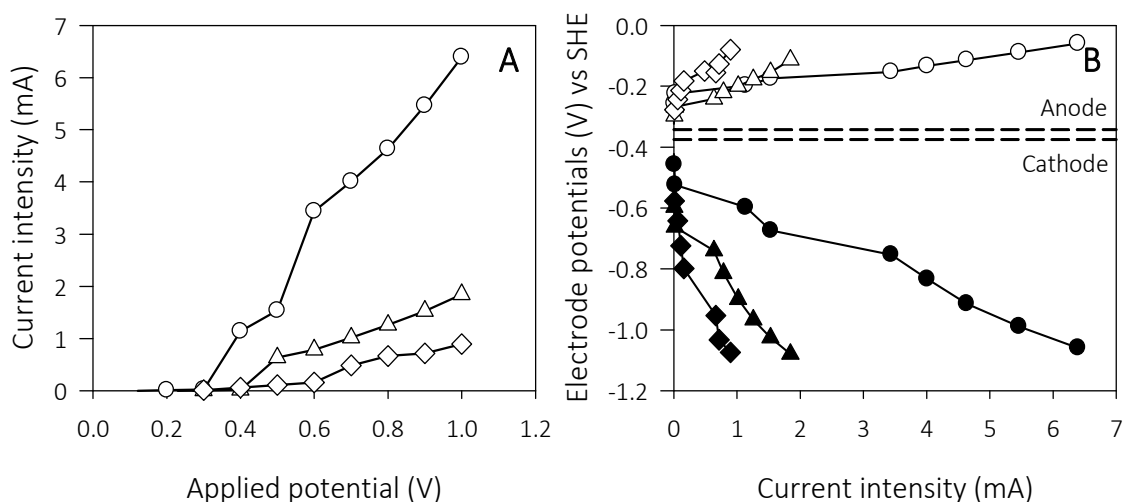 A
Current intensity (mA)
7
6
5
4
3
2
1
0
0.0 0.2 0.4 0.6 0.8 1.0 1.2
Applied potential (V)
B
Electrode potentials (V) vs SHE
0.0
-0.2
-0.4
-0.6
-0.8
-1.0
-1.2
Anode
Cathode
0 1 2 3 4 5 6 7
Current intensity (mA)